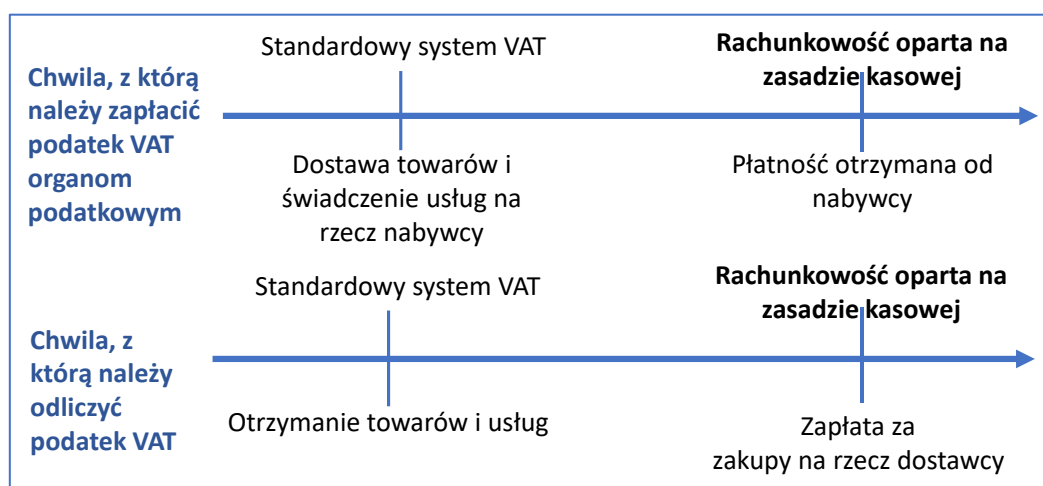 Chwila, z którą
należy zapłacić
podatek VAT
organom
podatkowym
Standardowy system VAT
Rachunkowość oparta na
zasadzie kasowej
Dostawa towarów i
świadczenie usług na
rzecz nabywcy
Płatność otrzymana od
nabywcy
Chwila, z
którą należy
odliczyć
podatek VAT
Standardowy system VAT
Rachunkowość oparta na
zasadzie kasowej
Otrzymanie towarów i usług
Zapłata za
zakupy na rzecz dostawcy